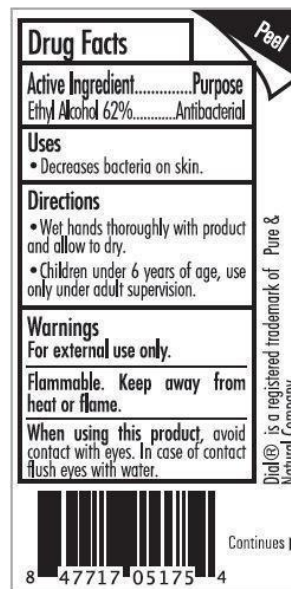 Peel
Drug Facts
Active Ingredient..............Purpose
Ethyl Alcohol 62%............Antibacterial
Uses
• Decreases bacteria on skin.
Directions
• Wet hands thoroughly with product
and allow to dry.
• Children under 6 years of age, use
only under adult supervision.
Warnings
For external use only.
Flammable. Keep away from
heat or flame.
When using this product, avoid
contact with eyes. In case of contact
flush eyes with water.
Dial® is a registered trademark of Pure &
Natural Company
Continues
8 47717 05175 4